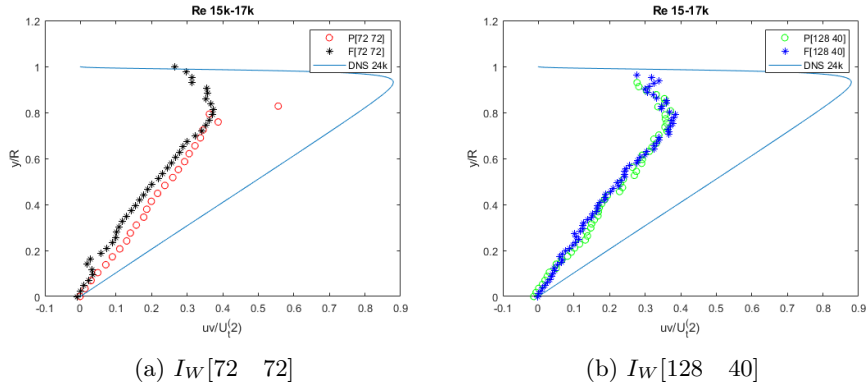 Re 15k-17k
P[72 72]
F[72 72]
DNS 24k
1.2
1
0.8
0.6
0.4
0.2
0
y/R
-0.1 0 0.1 0.2 0.3 0.4 0.5 0.6 0.7 0.8 0.9
uv/U_t^(2)
(a) I_W[72 72]
Re 15-17k
P[128 40]
F[128 40]
DNS 24k
1.2
1
0.8
0.6
0.4
0.2
0
y/R
-0.1 0 0.1 0.2 0.3 0.4 0.5 0.6 0.7 0.8 0.9
uv/U_t^(2)
(b) I_W[128 40]